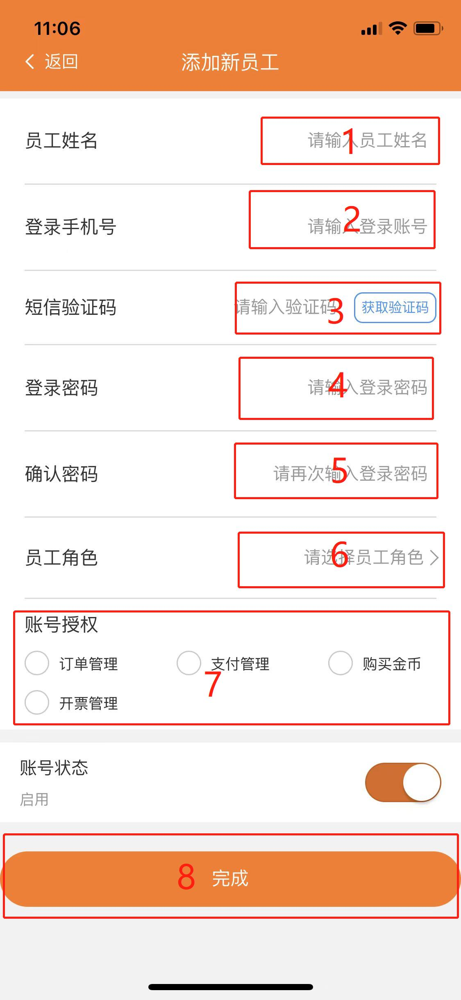 11:06
返回
添加新员工
员工姓名
请输入员工姓名
1
登录手机号
请输入登录账号
2
短信验证码
请输入验证码
3
获取验证码
登录密码
请输入登录密码
4
确认密码
请再次输入登录密码
5
员工角色
请选择员工角色
6
账号授权
订单管理
支付管理
购买金币
7
开票管理
账号状态
启用
8
完成